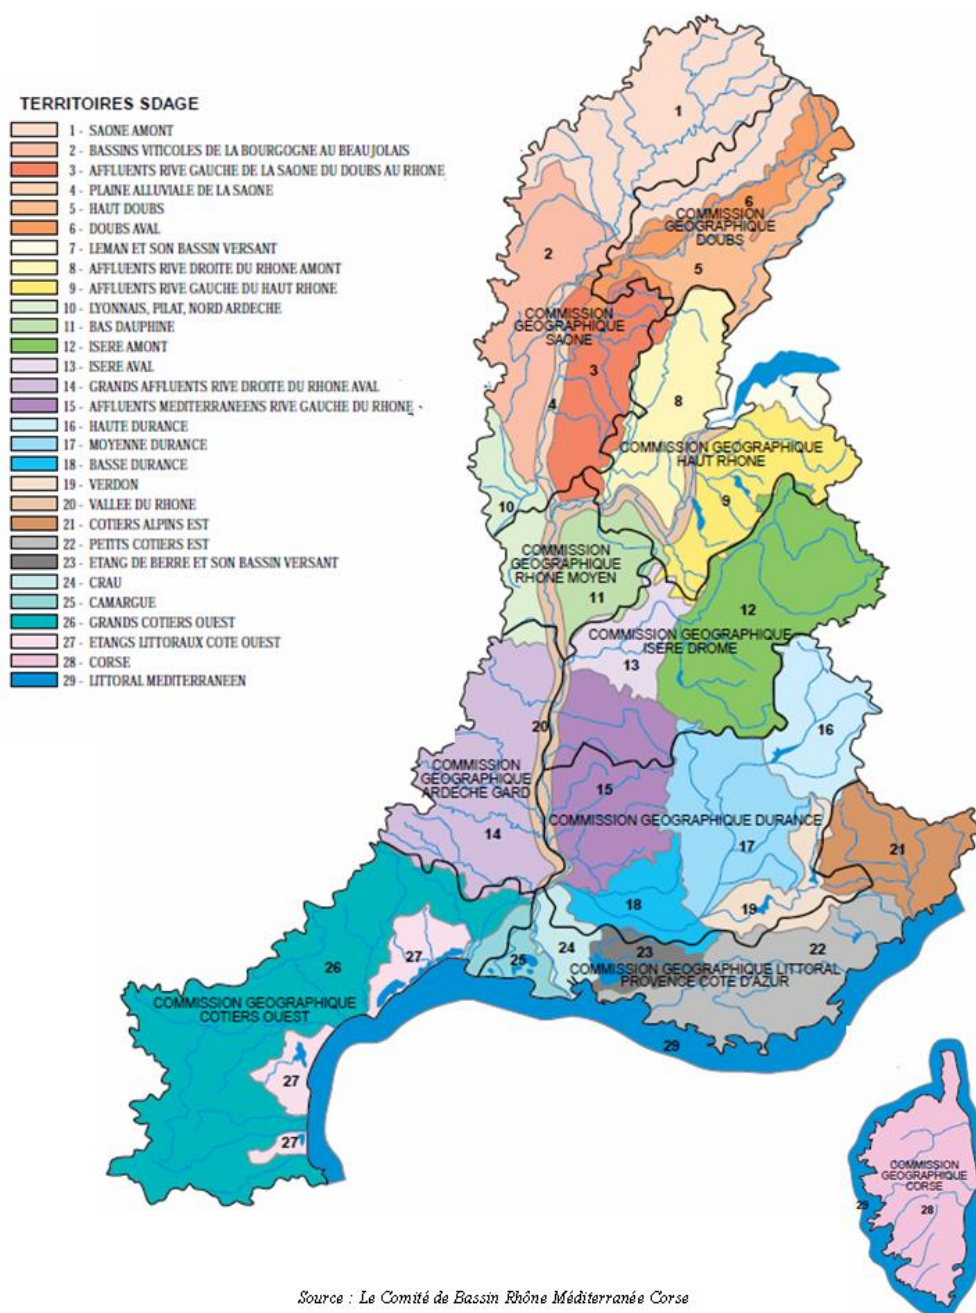 TERRITOIRES SDAGE
1 - SAONE AMONT
2 - BASSINS VITICOLES DE LA BOURGOGNE AU BEAUJOLAIS
3 - AFFLUENTS RIVE GAUCHE DE LA SAONE DU DOUBS AU RHONE
4 - PLAINE ALLUVIALE DE LA SAONE
5 - HAUT DOUBS
6 - DOUBS AVAL
7 - LEMAN ET SON BASSIN VERSANT
8 - AFFLUENTS RIVE DROITE DU RHONE AMONT
9 - AFFLUENTS RIVE GAUCHE DU HAUT RHONE
10 - LYONNAIS, PILAT, NORD ARDECHE
11 - BAS DAUPHINE
12 - ISERE AMONT
13 - ISERE AVAL
14 - GRANDS AFFLUENTS RIVE DROITE DU RHONE AVAL
15 - AFFLUENTS MEDITERRANEENS RIVE GAUCHE DU RHONE
16 - HAUTE DURANCE
17 - MOYENNE DURANCE
18 - BASSE DURANCE
19 - VERDON
20 - VALLEE DU RHONE
21 - COTIERS ALPINS EST
22 - PETITS COTIERS EST
23 - ETANG DE BERRE ET SON BASSIN VERSANT
24 - CRAU
25 - CAMARGUE
26 - GRANDS COTIERS OUEST
27 - ETANGS LITTORAUX COTE OUEST
28 - CORSE
29 - LITTORAL MEDITERRANEEN
1
6
COMMISSION
GEOGRAPHIQUE
DOUBS
2
5
COMMISSION
GEOGRAPHIQUE
SAONE
3
4
8
7
COMMISSION GEOGRAPHIQUE
HAUT RHONE
9
10
COMMISSION
GEOGRAPHIQUE
RHONE MOYEN
11
12
COMMISSION GEOGRAPHIQUE
ISERE DROME
13
20
16
COMMISSION
GEOGRAPHIQUE
ARDECHE GARD
15
COMMISSION GEOGRAPHIQUE DURANCE
14
17
21
18
19
22
23
24
25
26
27
COMMISSION GEOGRAPHIQUE LITTORAL
PROVENCE COTE D'AZUR
COMMISSION GEOGRAPHIQUE
COTIERS OUEST
29
27
27
COMMISSION
GEOGRAPHIQUE
CORSE
29
28
Source : Le Comité de Bassin Rhône Méditerranée Corse